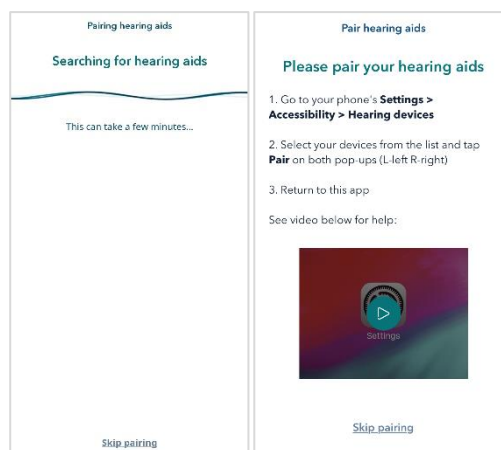 Pairing hearing aids
Searching for hearing aids
This can take a few minutes...
Skip pairing
Pair hearing aids
Please pair your hearing aids
1. Go to your phone's Settings >
Accessibility > Hearing devices
2. Select your devices from the list and tap
Pair on both pop-ups (L-left R-right)
3. Return to this app
See video below for help:
Settings
Skip pairing